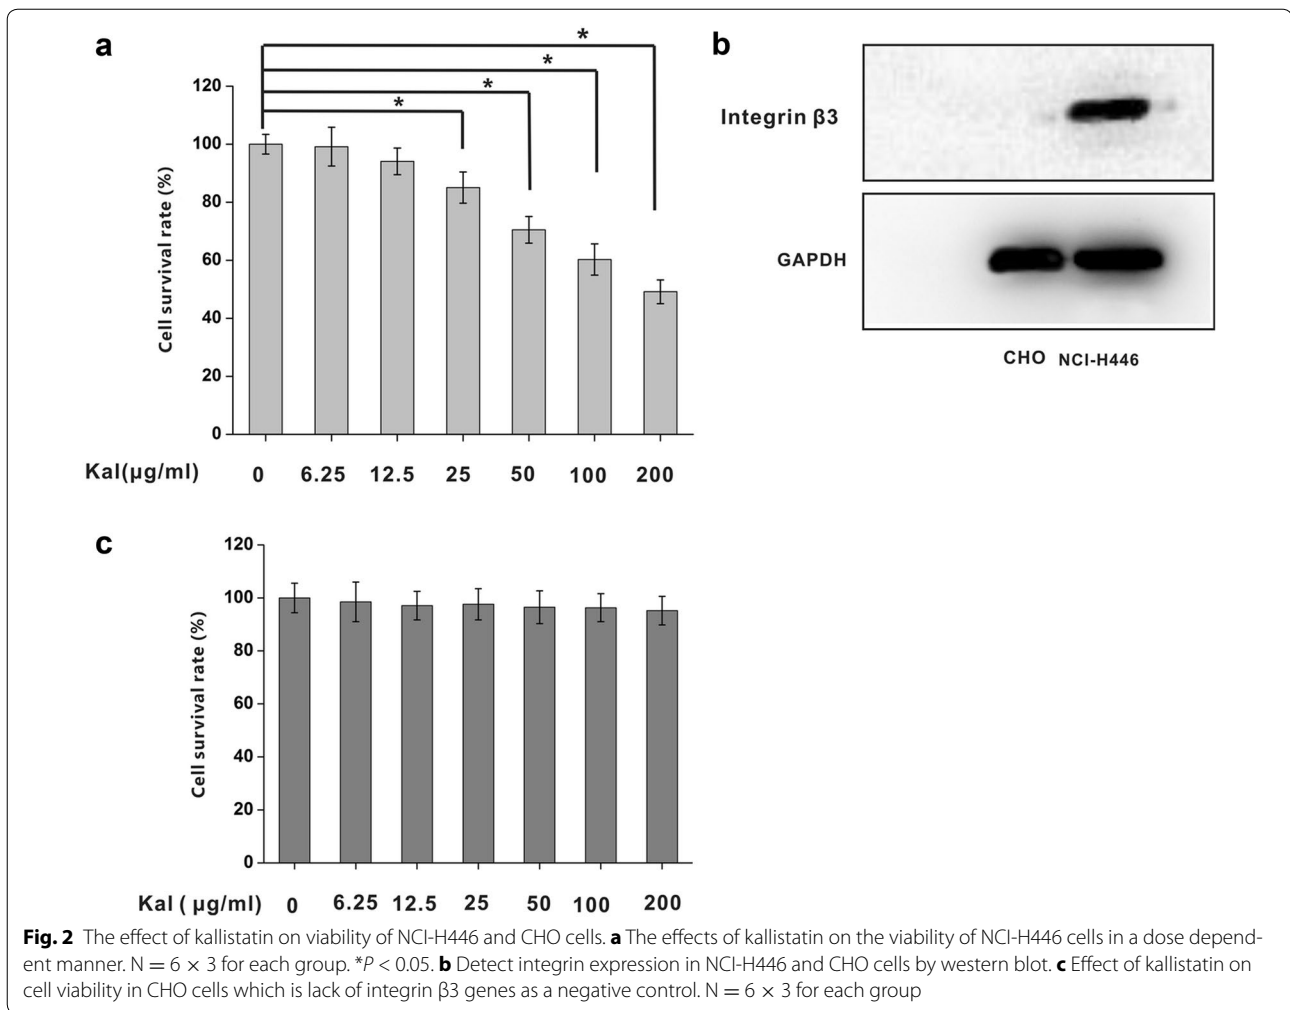 a
*
*
*
*
120
100
80
60
40
20
0
Cell survival rate (%)
Kal(μg/ml)
0 6.25 12.5 25 50 100 200
b
Integrin β3
GAPDH
CHO NCI-H446
c
120
100
80
60
40
20
0
Cell survival rate (%)
Kal ( μg/ml)
0 6.25 12.5 25 50 100 200
Fig. 2 The effect of kallistatin on viability of NCI-H446 and CHO cells. a The effects of kallistatin on the viability of NCI-H446 cells in a dose depend-
ent manner. N = 6 × 3 for each group. *P < 0.05. b Detect integrin expression in NCI-H446 and CHO cells by western blot. c Effect of kallistatin on
cell viability in CHO cells which is lack of integrin β3 genes as a negative control. N = 6 × 3 for each group